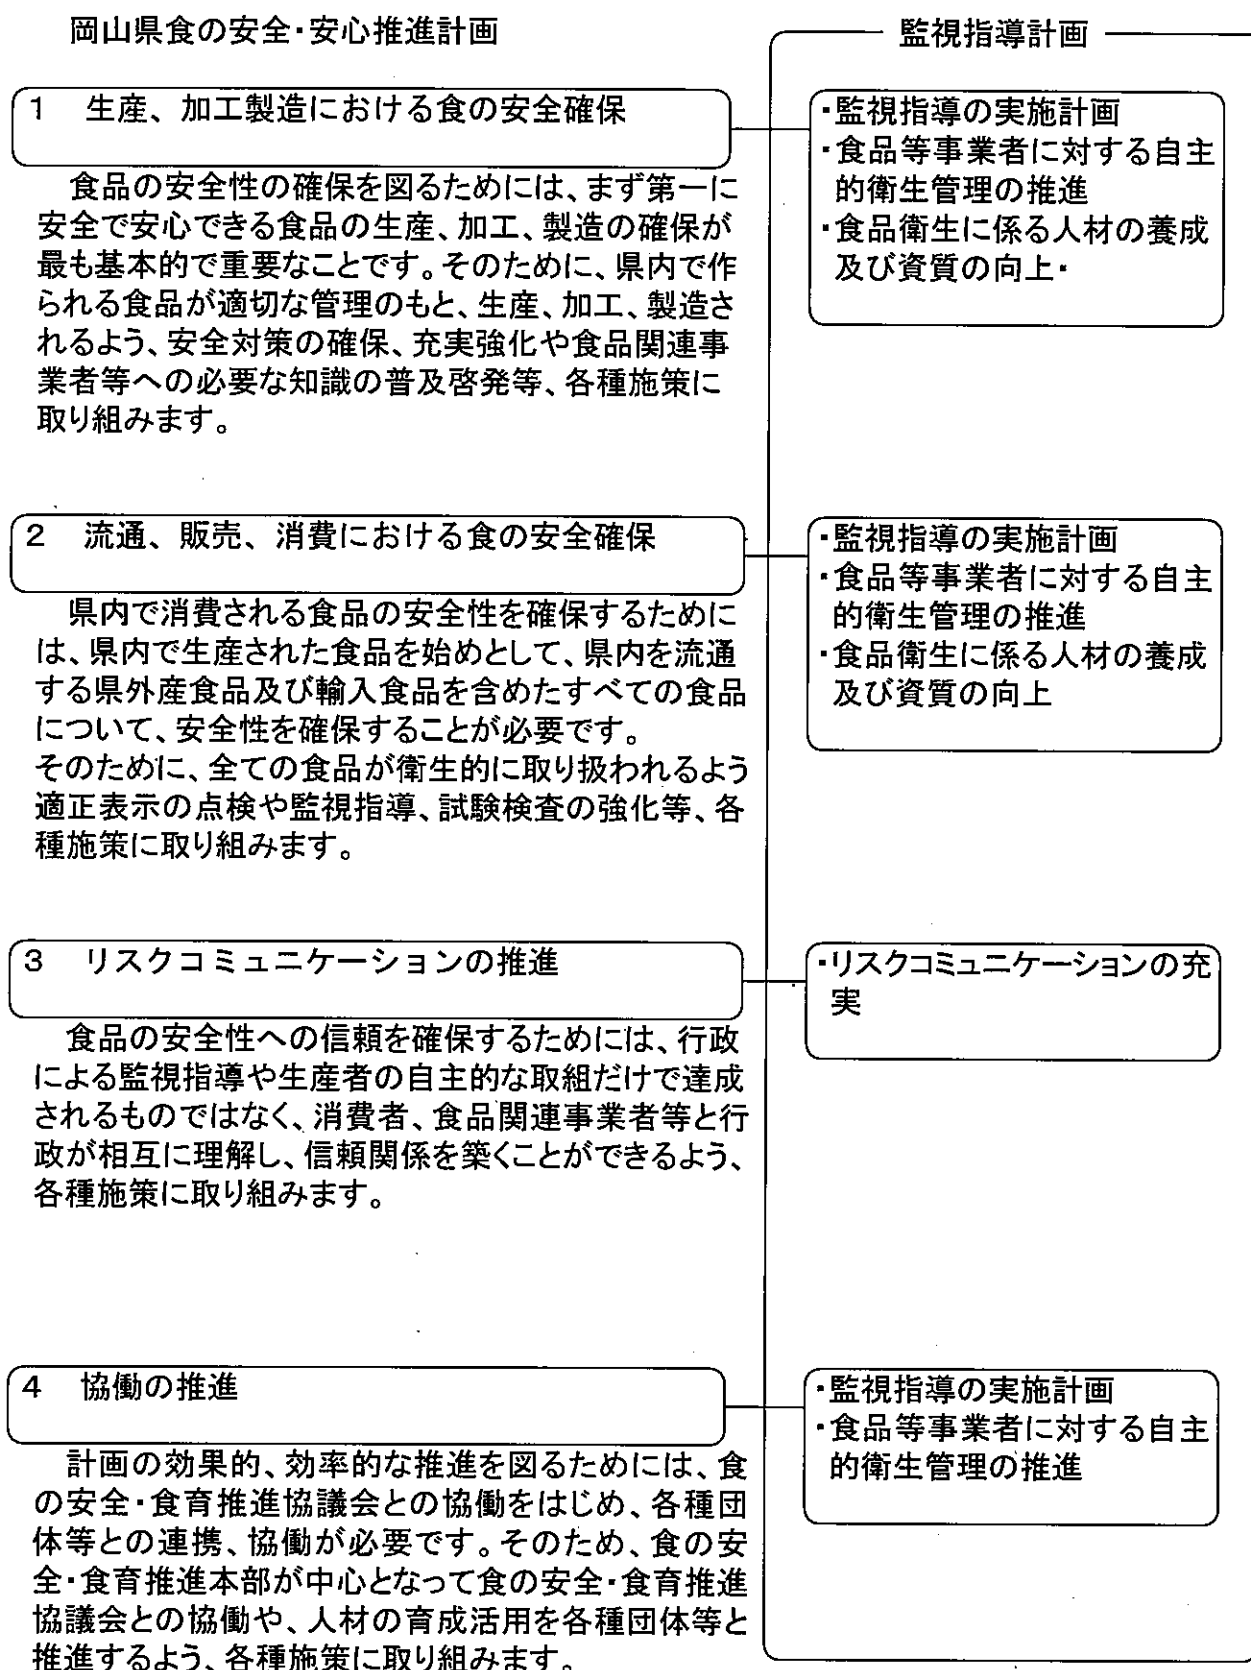 岡山県食の安全・安心推進計画
監視指導計画
1 生産、加工製造における食の安全確保
食品の安全性の確保を図るためには、まず第一に
安全で安心できる食品の生産、加工、製造の確保が
最も基本的で重要なことです。そのために、県内で作
られる食品が適切な管理のもと、生産、加工、製造さ
れるよう、安全対策の確保、充実強化や食品関連事
業者等への必要な知識の普及啓発等、各種施策に
取り組みます。
・監視指導の実施計画
・食品等事業者に対する自主
的衛生管理の推進
・食品衛生に係る人材の養成
及び資質の向上・
2 流通、販売、消費における食の安全確保
県内で消費される食品の安全性を確保するために
は、県内で生産された食品を始めとして、県内を流通
する県外産食品及び輸入食品を含めたすべての食品
について、安全性を確保することが必要です。
そのために、全ての食品が衛生的に取り扱われるよう
適正表示の点検や監視指導、試験検査の強化等、各
種施策に取り組みます。
・監視指導の実施計画
・食品等事業者に対する自主
的衛生管理の推進
・食品衛生に係る人材の養成
及び資質の向上
3 リスクコミュニケーションの推進
食品の安全性への信頼を確保するためには、行政
による監視指導や生産者の自主的な取組だけで達成
されるものではなく、消費者、食品関連事業者等と行
政が相互に理解し、信頼関係を築くことができるよう、
各種施策に取り組みます。
・リスクコミュニケーションの充
実
4 協働の推進
計画の効果的、効率的な推進を図るためには、食
の安全・食育推進協議会との協働をはじめ、各種団
体等との連携、協働が必要です。そのため、食の安
全・食育推進本部が中心となって食の安全・食育推進
協議会との協働や、人材の育成活用を各種団体等と
推進するよう、各種施策に取り組みます。
・監視指導の実施計画
・食品等事業者に対する自主
的衛生管理の推進